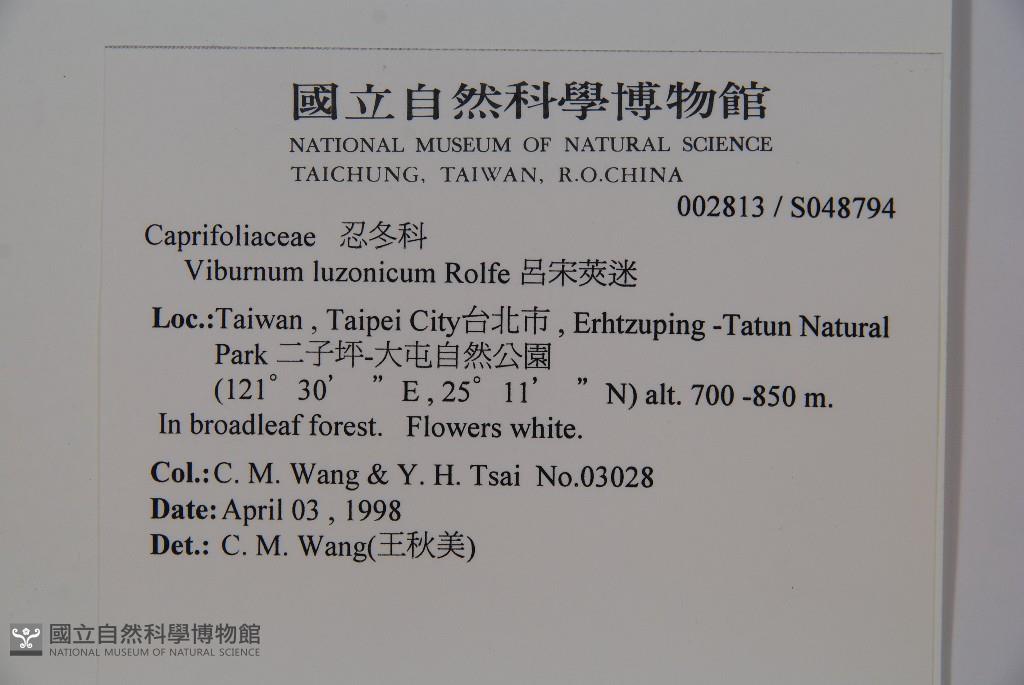 國立自然科學博物館
NATIONAL MUSEUM OF NATURAL SCIENCE
TAICHUNG, TAIWAN, R.O.CHINA
002813 / S048794
Caprifoliaceae 忍冬科
Viburnum luzonicum Rolfe 呂宋莢迷
Loc.:Taiwan , Taipei City台北市 , Erhtzuping -Tatun Natural
Park 二子坪-大屯自然公園
(121° 30’ ” E , 25° 11’ ” N) alt. 700 -850 m.
In broadleaf forest. Flowers white.
Col.:C. M. Wang & Y. H. Tsai No.03028
Date: April 03 , 1998
Det.: C. M. Wang(王秋美)
國立自然科學博物館
NATIONAL MUSEUM OF NATURAL SCIENCE